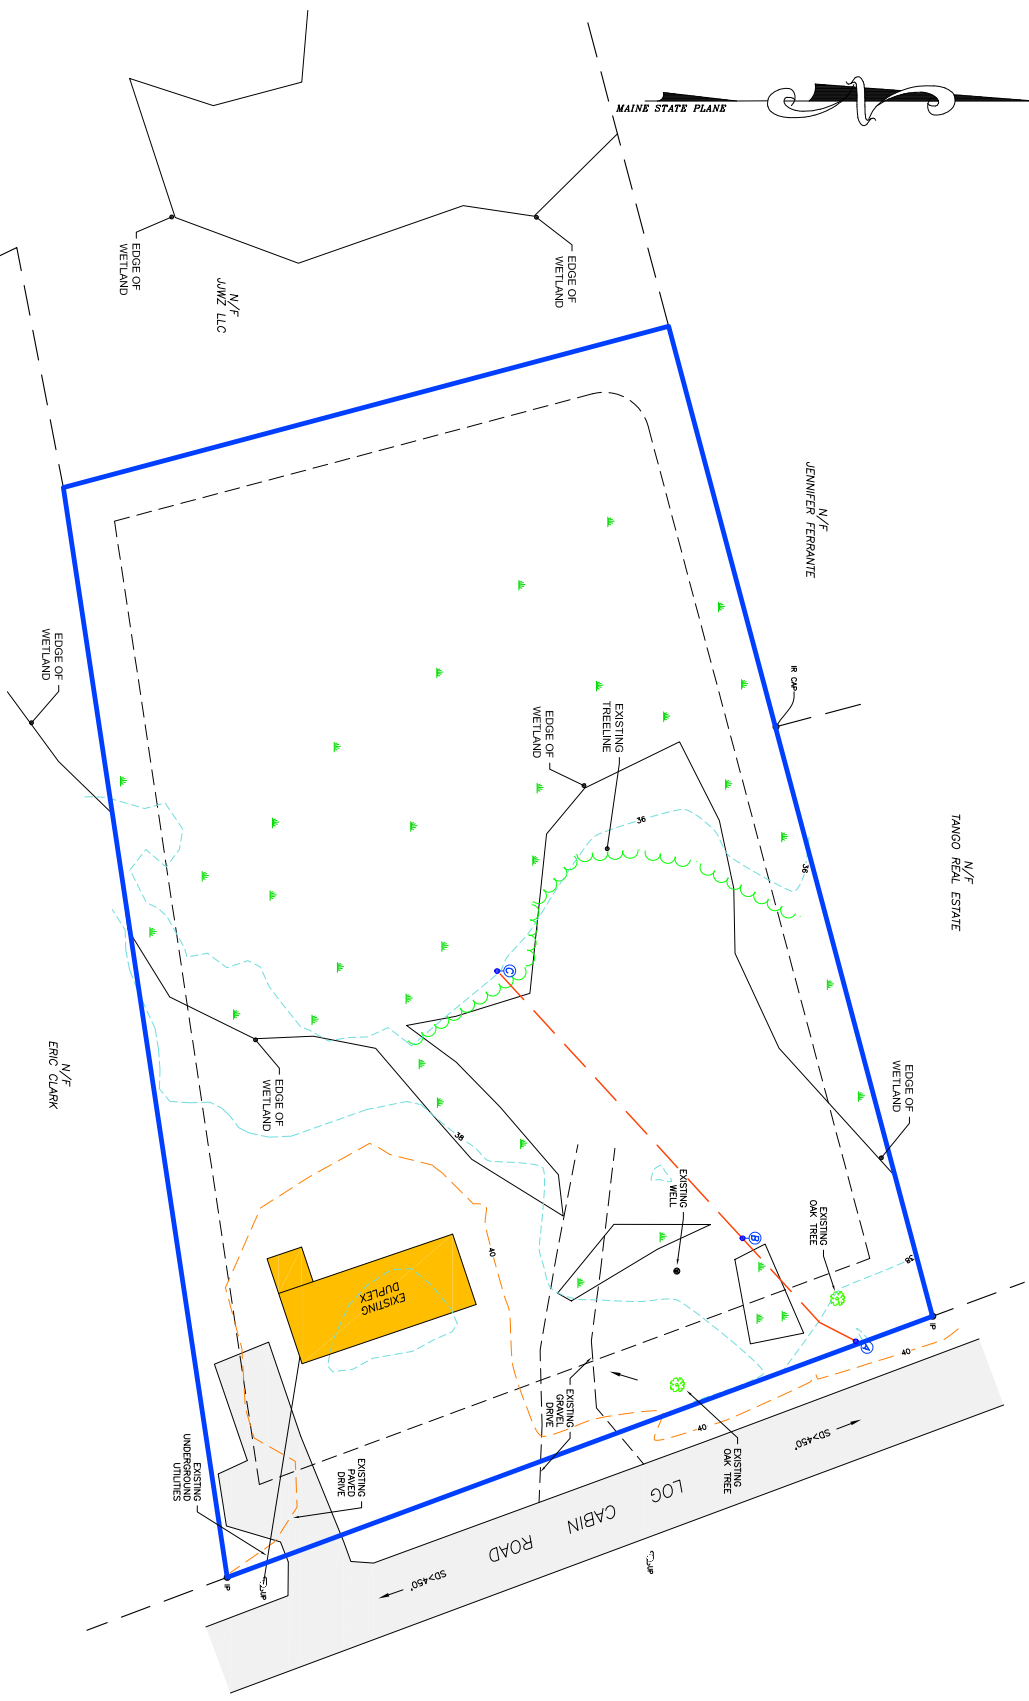 MAINE STATE PLANE
EDGE OF
WETLAND
EDGE OF
WETLAND
N/F
JJWZ LLC
N/F
JENNIFER FERRANTE
EDGE OF
WETLAND
IR CAP
EXISTING
TREELINE
EDGE OF
WETLAND
36
36
N/F
TANGO REAL ESTATE
C
N/F
ERIC CLARK
EDGE OF
WETLAND
EDGE OF
WETLAND
38
EXISTING
WELL
EXISTING
OAK TREE
B
40
38
EXISTING
DUPLEX
IP
A
40
EXISTING
GRAVEL
DRIVE
40
EXISTING
OAK TREE
SD>450'
EXISTING
PAVED
DRIVE
EXISTING
UNDERGROUND
UTILITIES
LOG CABIN ROAD
SD>450'
UP
UP
IP